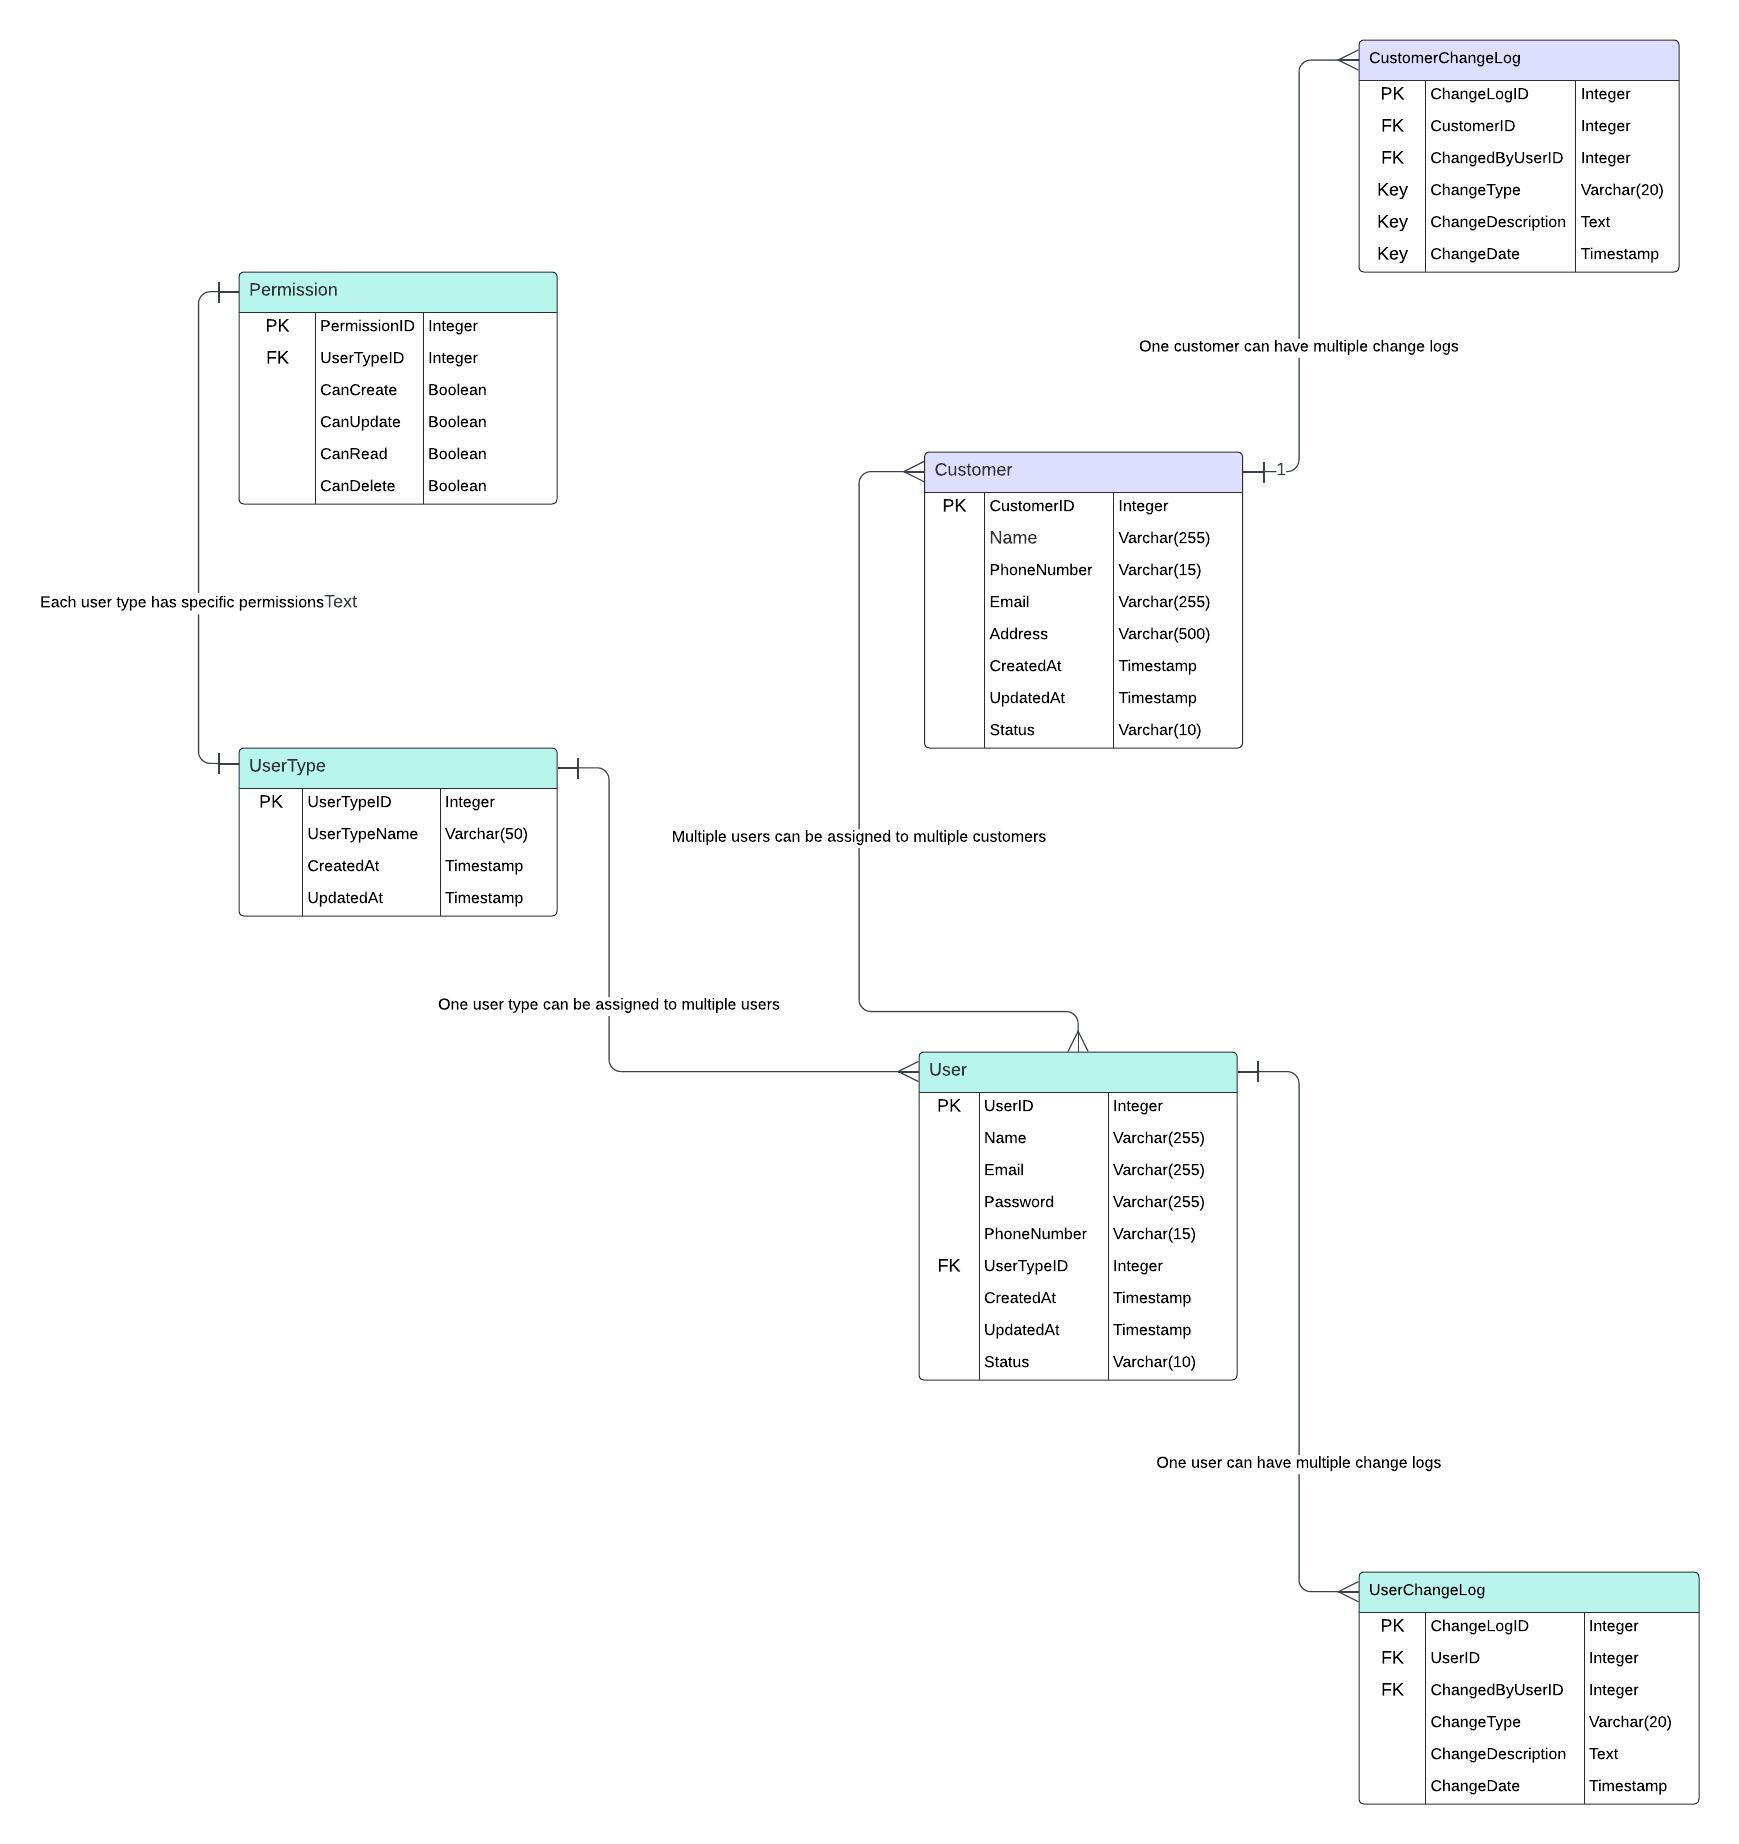 CustomerChangeLog
PK ChangeLogID Integer
FK CustomerID Integer
FK ChangedByUserID Integer
Key ChangeType Varchar(20)
Key ChangeDescription Text
Key ChangeDate Timestamp
Permission
PK PermissionID Integer
FK UserTypeID Integer
CanCreate Boolean
CanUpdate Boolean
CanRead Boolean
CanDelete Boolean
One customer can have multiple change logs
Customer
1
PK CustomerID Integer
Name Varchar(255)
PhoneNumber Varchar(15)
Email Varchar(255)
Address Varchar(500)
CreatedAt Timestamp
UpdatedAt Timestamp
Status Varchar(10)
Each user type has specific permissionsText
UserType
PK UserTypeID Integer
UserTypeName Varchar(50)
CreatedAt Timestamp
UpdatedAt Timestamp
Multiple users can be assigned to multiple customers
One user type can be assigned to multiple users
User
PK UserID Integer
Name Varchar(255)
Email Varchar(255)
Password Varchar(255)
PhoneNumber Varchar(15)
FK UserTypeID Integer
CreatedAt Timestamp
UpdatedAt Timestamp
Status Varchar(10)
One user can have multiple change logs
UserChangeLog
PK ChangeLogID Integer
FK UserID Integer
FK ChangedByUserID Integer
ChangeType Varchar(20)
ChangeDescription Text
ChangeDate Timestamp